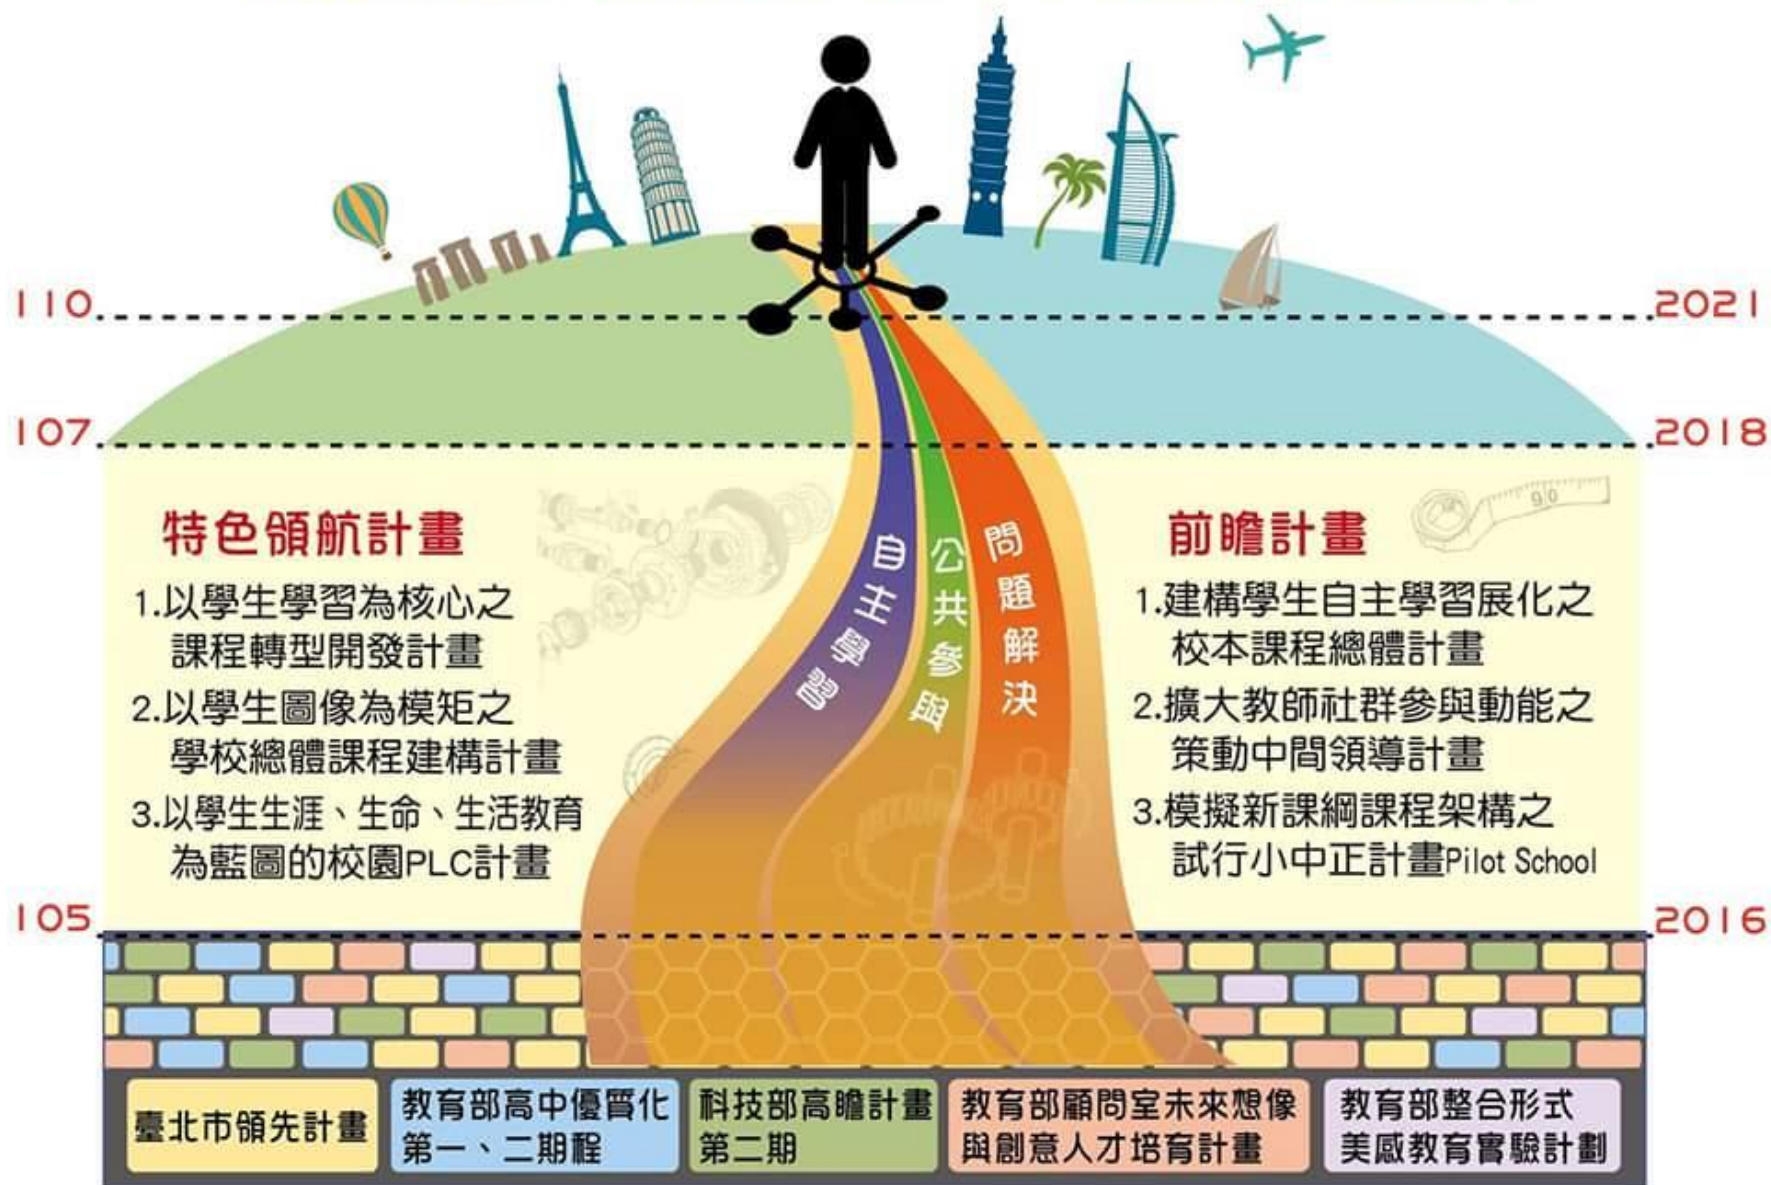 110
2021
107
2018
特色領航計畫
1.以學生學習為核心之
課程轉型開發計畫
2.以學生圖像為模矩之
學校總體課程建構計畫
3.以學生生涯、生命、生活教育
為藍圖的校園PLC計畫
自主學習
公共參與
問題解決
90
前瞻計畫
1.建構學生自主學習展化之
校本課程總體計畫
2.擴大教師社群參與動能之
策動中間領導計畫
3.模擬新課綱課程架構之
試行小中正計畫Pilot School
105
2016
臺北市領先計畫
教育部高中優質化
第一、二期程
科技部高瞻計畫
第二期
教育部顧問室未來想像
與創意人才培育計畫
教育部整合形式
美感教育實驗計劃